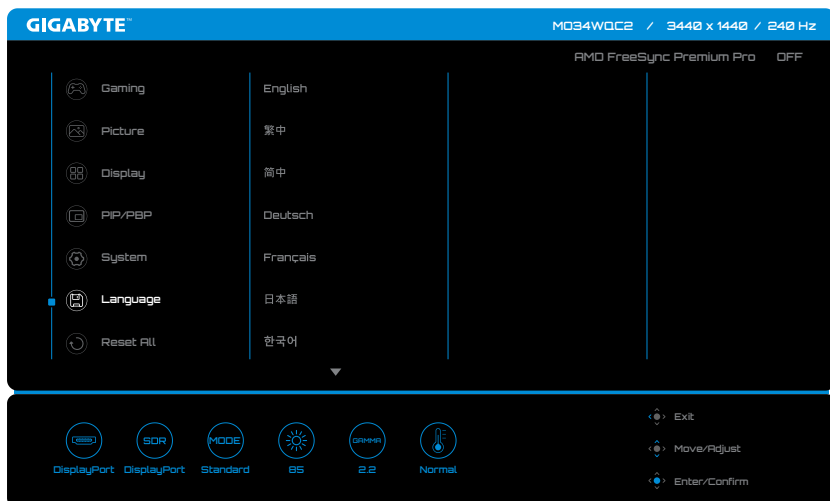 GIGABYTE™
MO34WQC2 / 3440 x 1440 / 240 Hz
AMD FreeSync Premium Pro OFF
Gaming
Picture
Display
PIP/PBP
System
Language
Reset All
English
繁中
简中
Deutsch
Français
日本語
한국어
SDR
MODE
GAMMA
DisplayPort
DisplayPort
Standard
85
2.2
Normal
Exit
Move/Adjust
Enter/Confirm